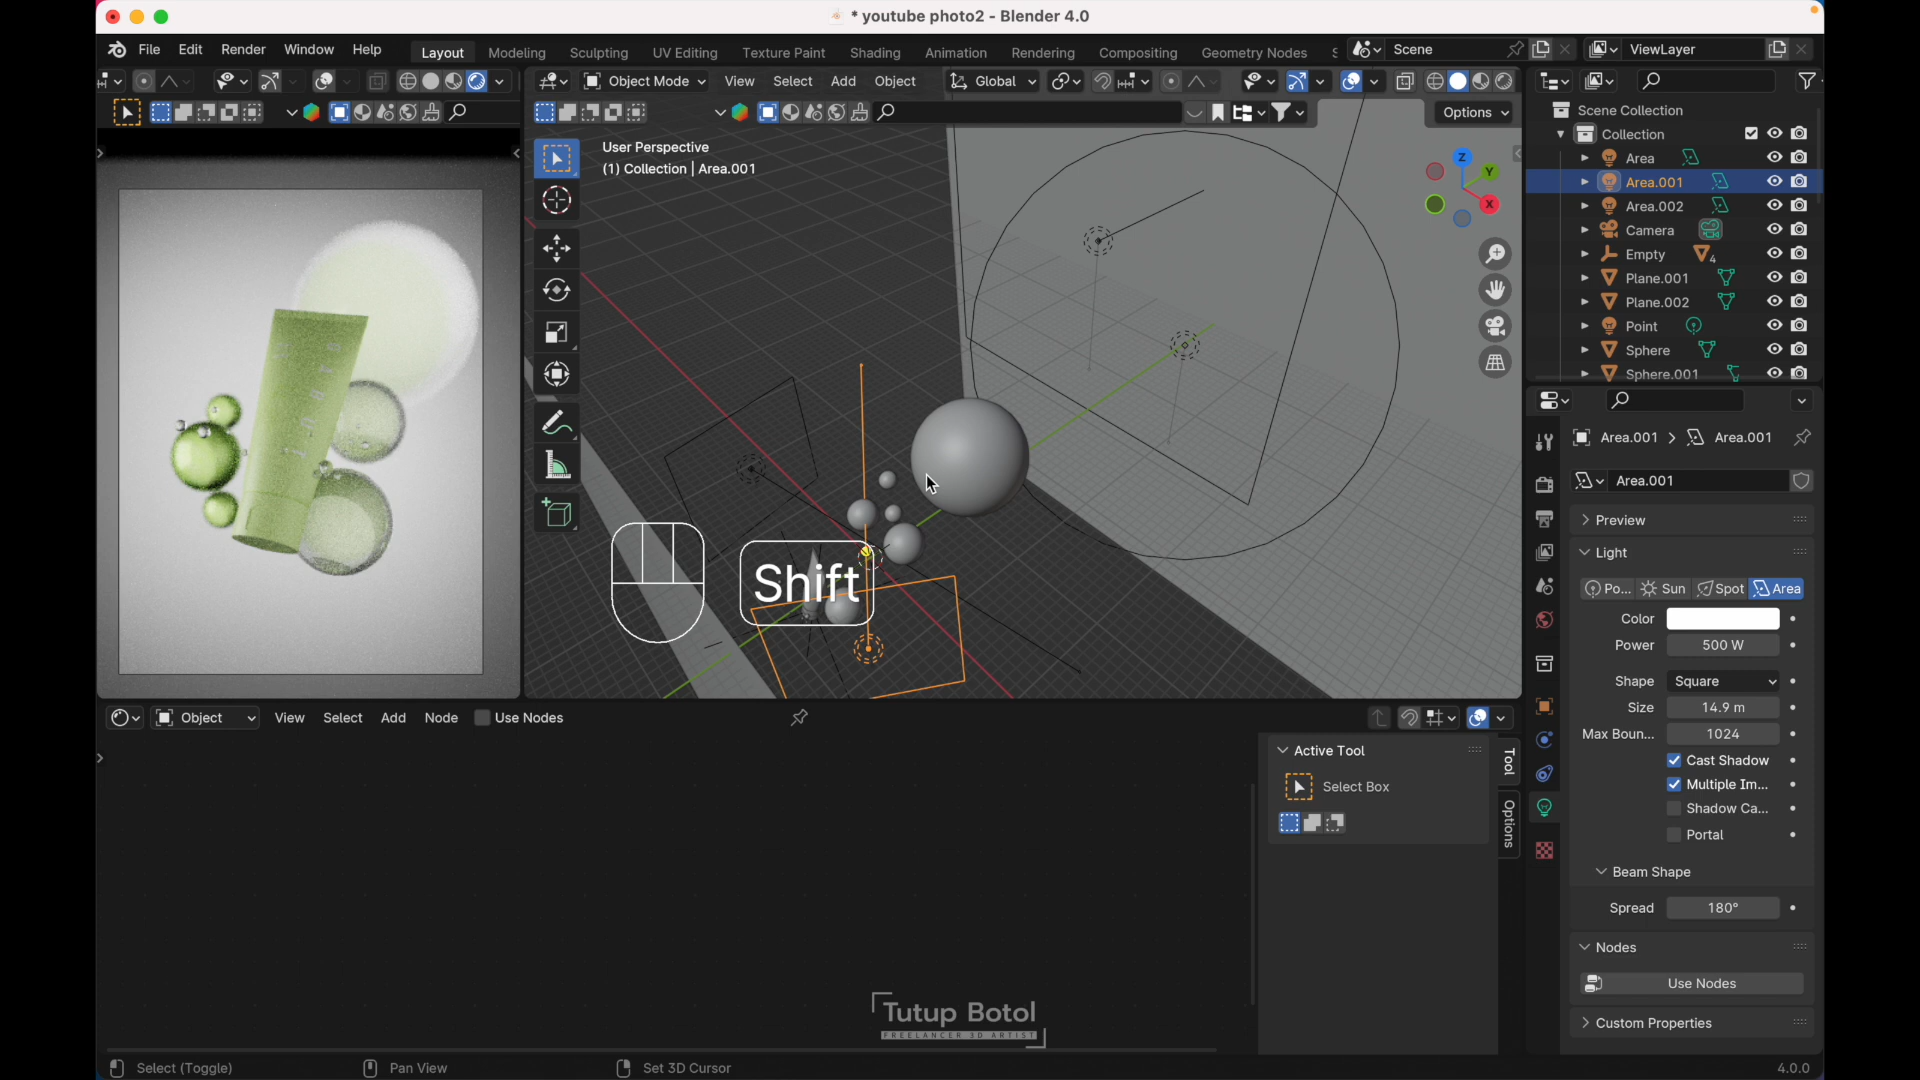 * youtube photo2 - Blender 4.0
File Edit Render Window Help
Layout Modeling Sculpting UV Editing Texture Paint Shading Animation Rendering Compositing Geometry Nodes
Scene
ViewLayer
Object Mode View Select Add Object
Global
Options
User Perspective
(1) Collection | Area.001
Z
Y
X
Shift
Scene Collection
Collection
Area
Area.001
Area.002
Camera
Empty
4
Plane.001
Plane.002
Point
Sphere
Sphere.001
Area.001 > Area.001
Area.001
Preview
Light
Po... Sun Spot Area
Color
Power 500 W
Shape Square
Size 14.9 m
Max Boun... 1024
Cast Shadow
Multiple Im...
Shadow Ca...
Portal
Beam Shape
Spread 180°
Nodes
Use Nodes
Custom Properties
Object View Select Add Node Use Nodes
Active Tool
Select Box
Tool
Options
Tutup Botol
FREELANCER 3D ARTIST
Select (Toggle)
Pan View
Set 3D Cursor
4.0.0